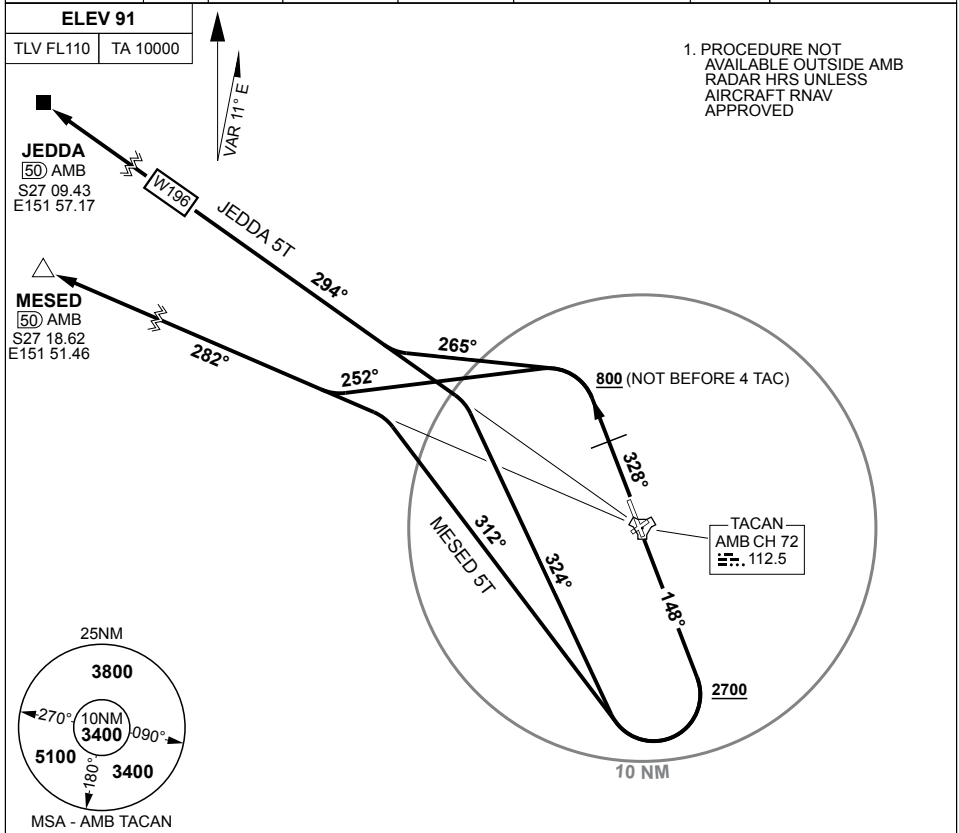 ELEV 91
TLV FL110
TA 10000
VAR 11° E
1. PROCEDURE NOT
AVAILABLE OUTSIDE AMB
RADAR HRS UNLESS
AIRCRAFT RNAV
APPROVED
JEDDA
50 AMB
S27 09.43
E151 57.17
W196
JEDDA 5T
294°
MESED
50 AMB
S27 18.62
E151 51.46
282°
265°
252°
800 (NOT BEFORE 4 TAC)
328°
TACAN
AMB CH 72
112.5
MESED 5T
312°
324°
148°
2700
10 NM
25NM
3800
270°
10NM
3400
090°
5100
180°
3400
MSA - AMB TACAN